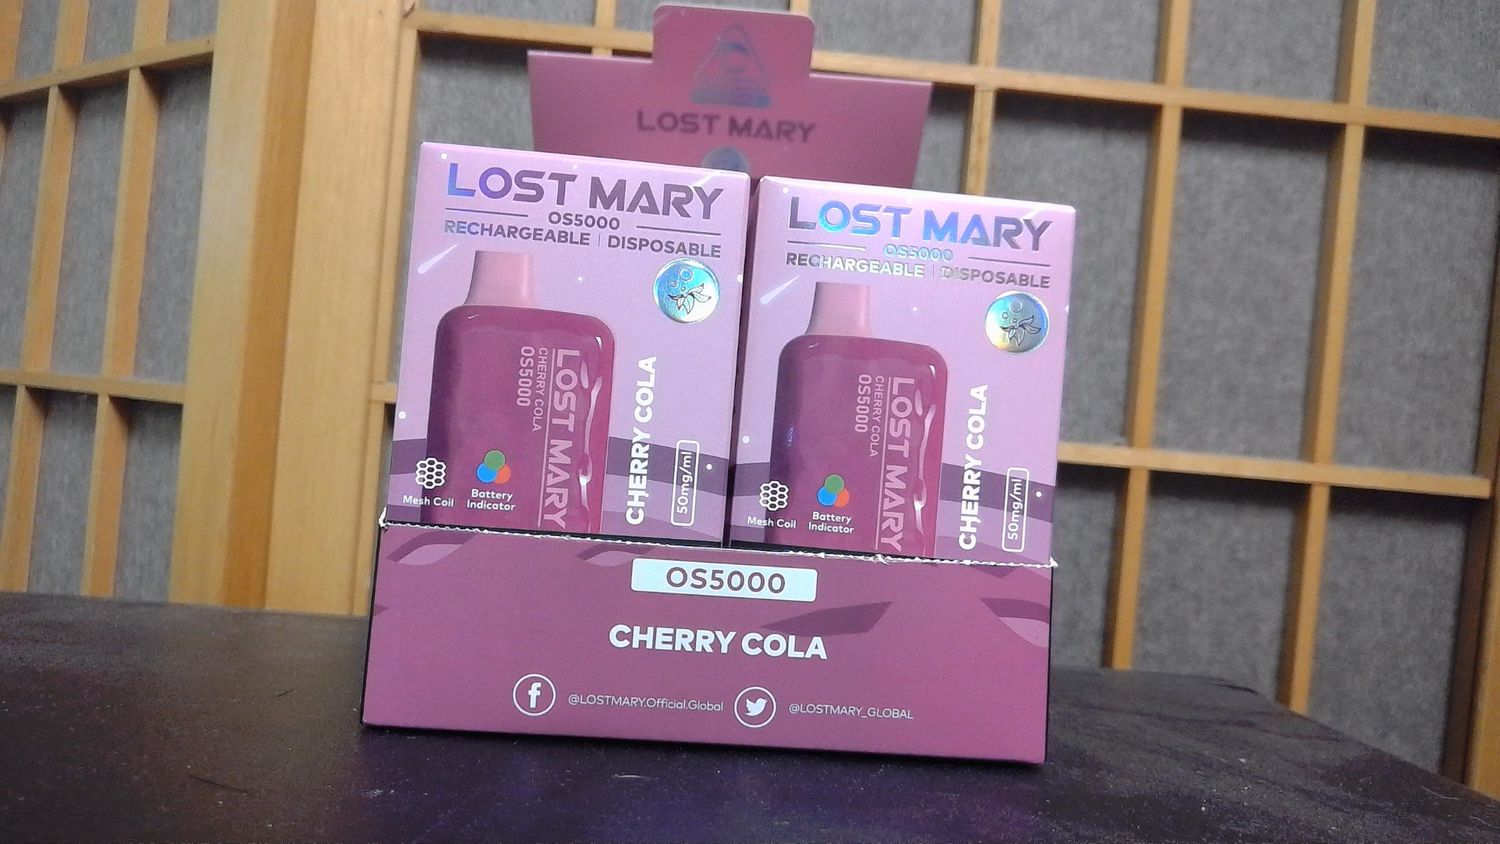 LOST MARY
LOST MARY
OS5000
RECHARGEABLE | DISPOSABLE
LOST MARY
CHERRY COLA
OS5000
CHERRY COLA
50mg/ml
Mesh Coil
Battery
Indicator
LOST MARY
OS5000
RECHARGEABLE | DISPOSABLE
LOST MARY
CHERRY COLA
OS5000
CHERRY COLA
50mg/ml
Mesh Coil
Battery
Indicator
OS5000
CHERRY COLA
@LOSTMARY.Official.Global
@LOSTMARY_GLOBAL